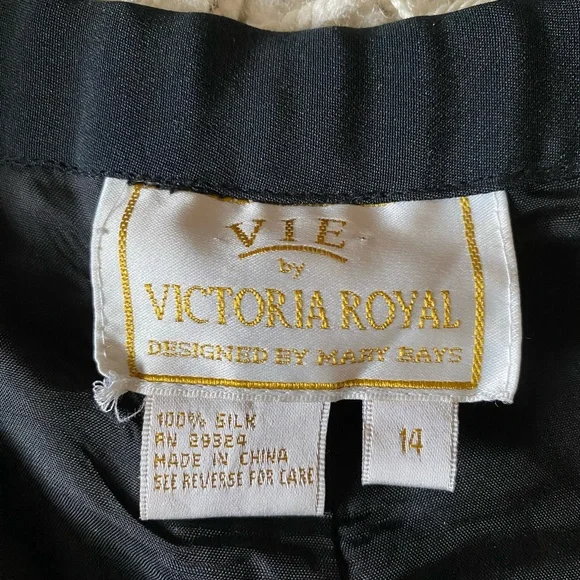 VIE
by
VICTORIA ROYAL
DESIGNED BY MARY BAYS
100% SILK
RN 39324
MADE IN CHINA
SEE REVERSE FOR CARE
14